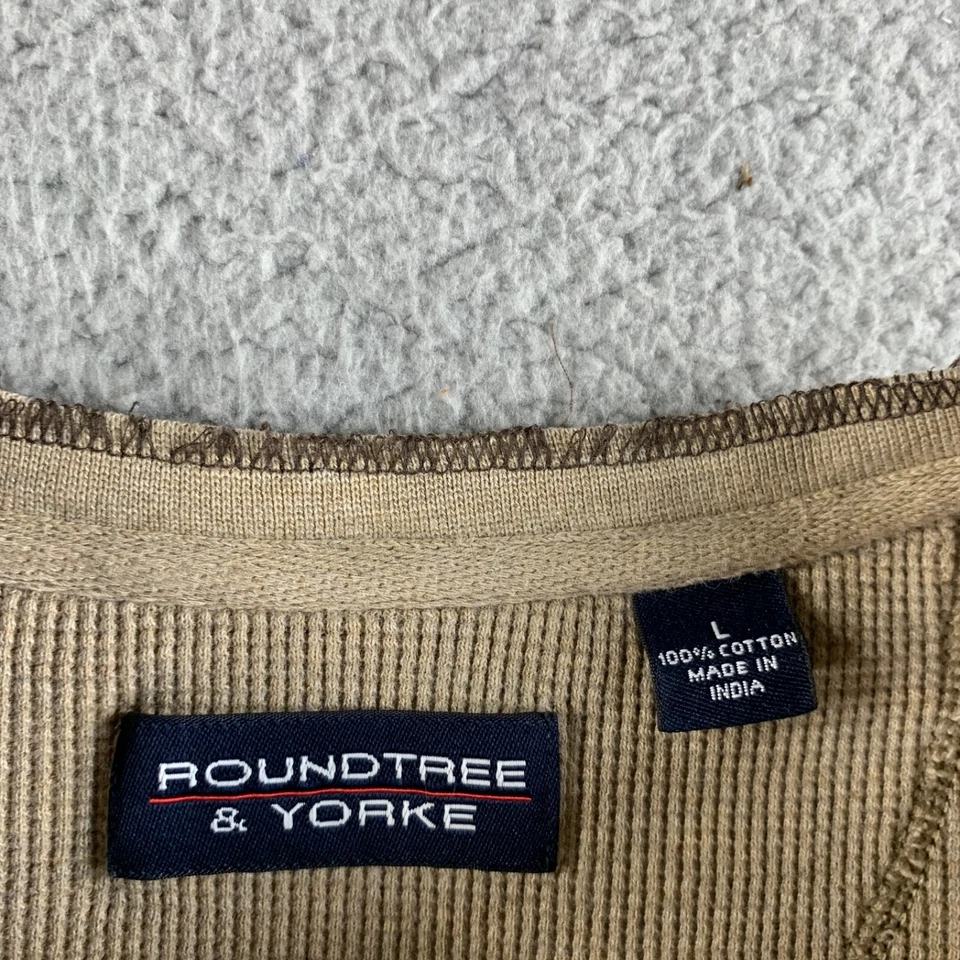 L
100% COTTON
MADE IN
INDIA
ROUNDTREE
& YORKE